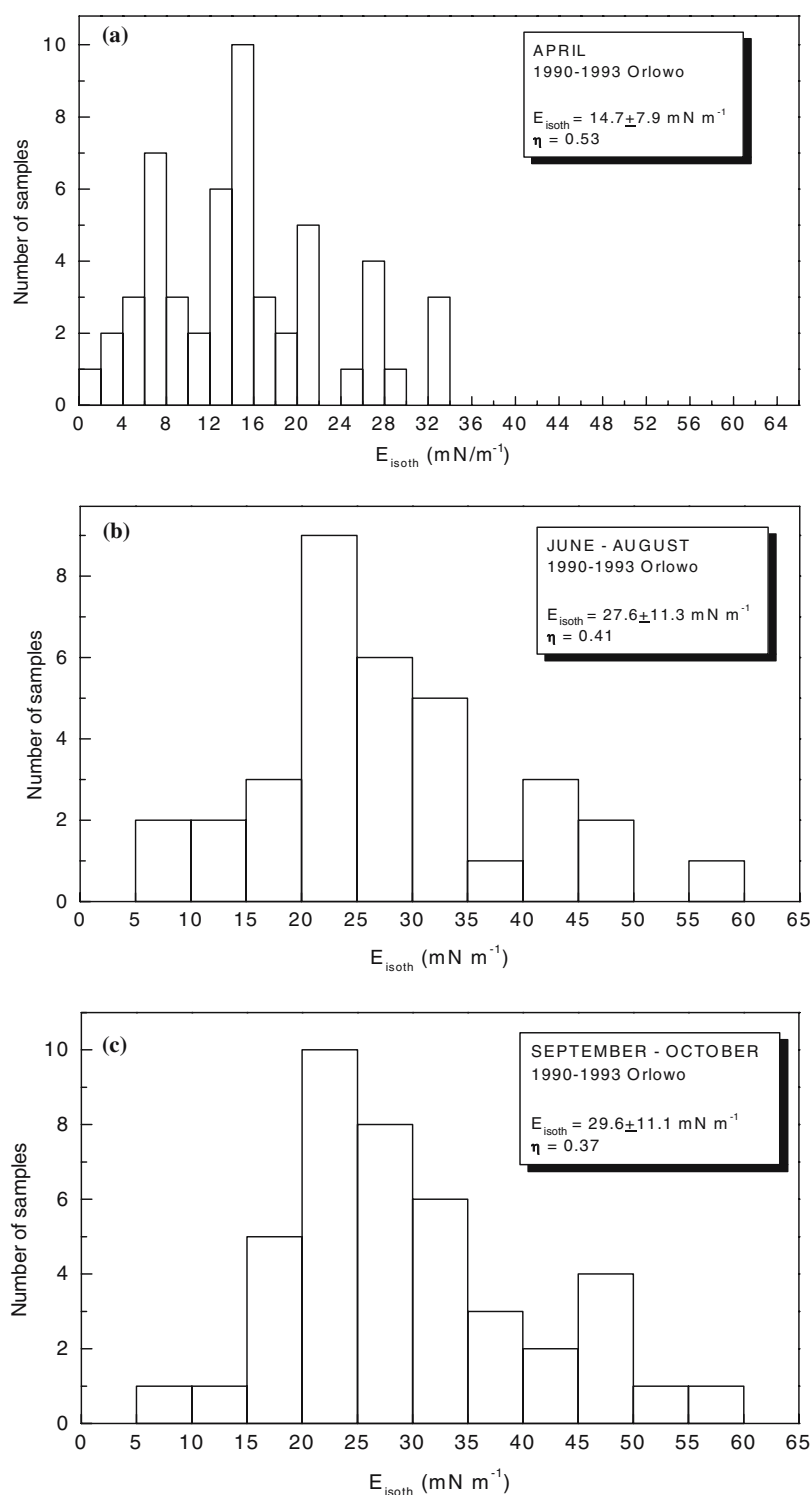 (a)
APRIL
1990-1993 Orlowo
E_isoth = 14.7±7.9 mN m^-1
η = 0.53
Number of samples
10
8
6
4
2
0
0 4 8 12 16 20 24 28 32 36 40 44 48 52 56 60 64
E_isoth (mN/m^-1)
(b)
JUNE - AUGUST
1990-1993 Orlowo
E_isoth = 27.6±11.3 mN m^-1
η = 0.41
Number of samples
8
6
4
2
0
0 5 10 15 20 25 30 35 40 45 50 55 60 65
E_isoth (mN m^-1)
(c)
SEPTEMBER - OCTOBER
1990-1993 Orlowo
E_isoth = 29.6±11.1 mN m^-1
η = 0.37
Number of samples
10
8
6
4
2
0
0 5 10 15 20 25 30 35 40 45 50 55 60 65
E_isoth (mN m^-1)